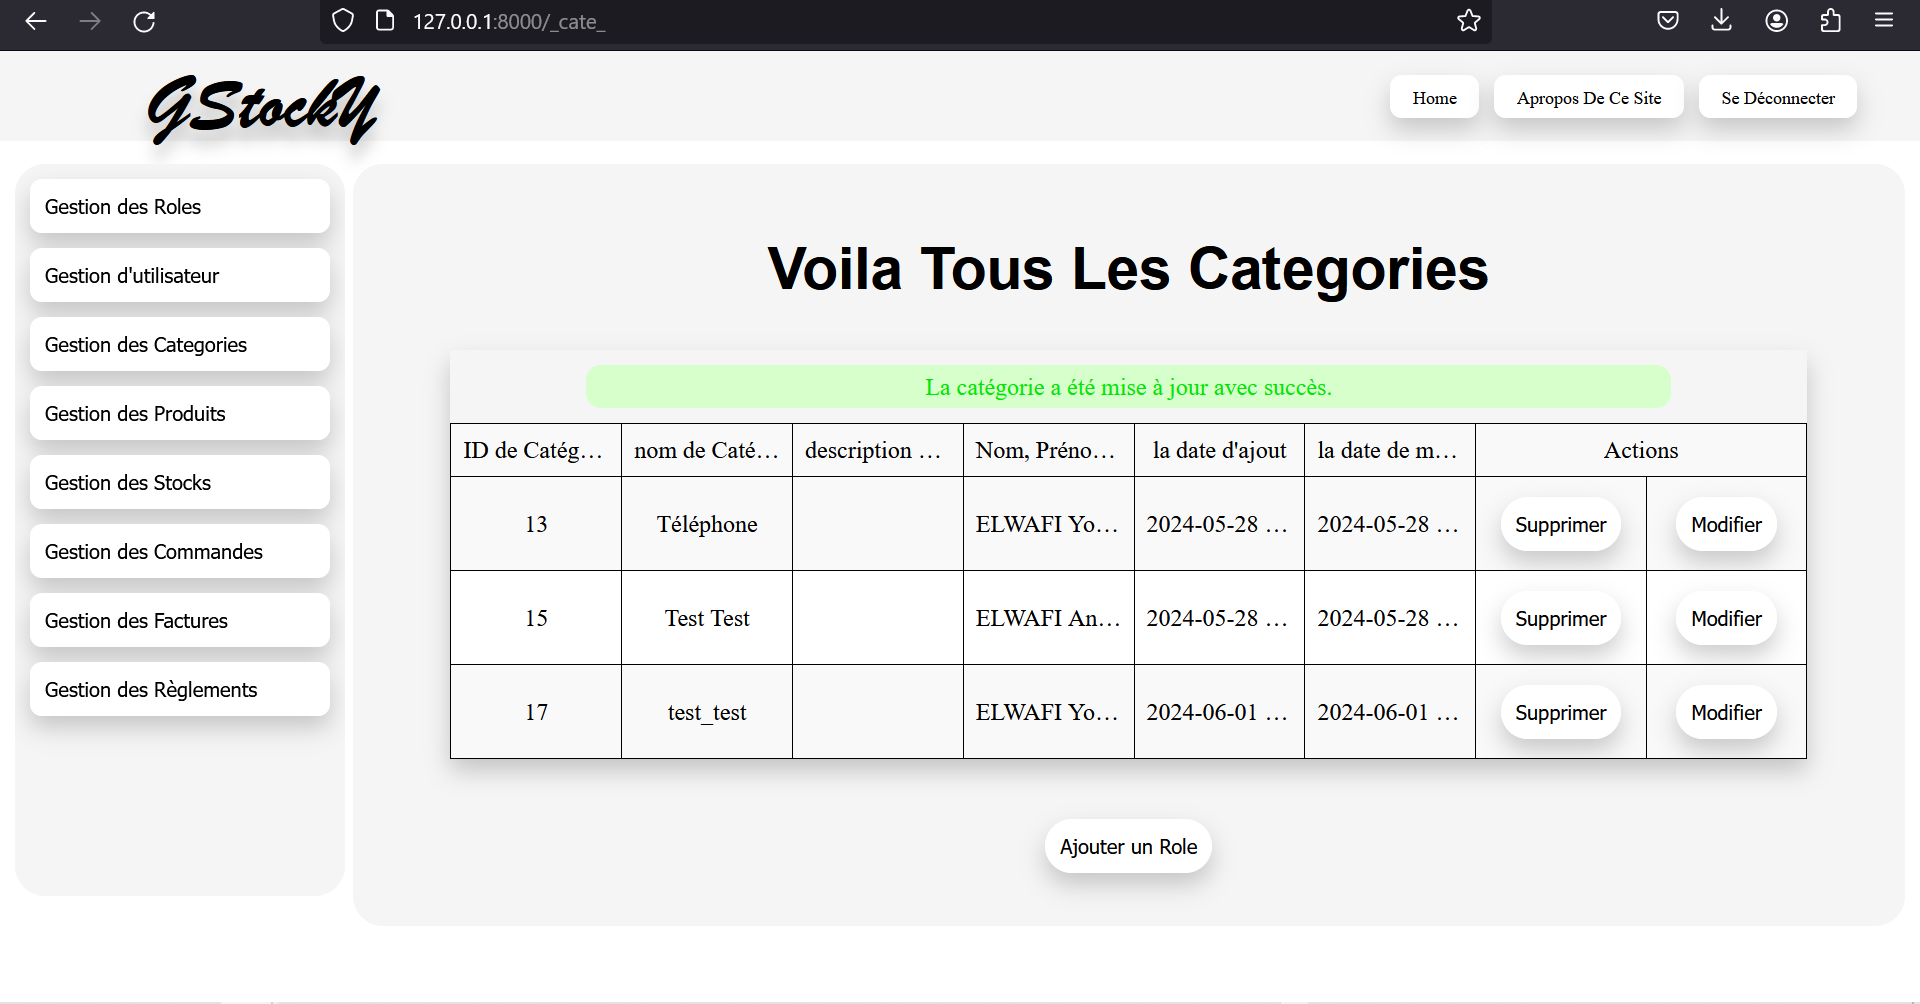 127.0.0.1:8000/_cate_
GStockY
Home
Apropos De Ce Site
Se Déconnecter
Gestion des Roles
Gestion d'utilisateur
Gestion des Categories
Gestion des Produits
Gestion des Stocks
Gestion des Commandes
Gestion des Factures
Gestion des Règlements
Voila Tous Les Categories
La catégorie a été mise à jour avec succès.
ID de Catég… nom de Caté… description … Nom, Préno… la date d'ajout la date de m… Actions
13 Téléphone ELWAFI Yo… 2024-05-28 … 2024-05-28 … Supprimer Modifier
15 Test Test ELWAFI An… 2024-05-28 … 2024-05-28 … Supprimer Modifier
17 test_test ELWAFI Yo… 2024-06-01 … 2024-06-01 … Supprimer Modifier
Ajouter un Role